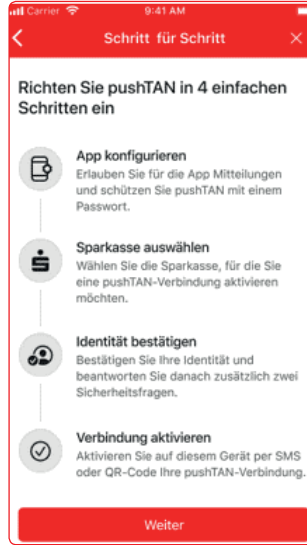 Carrier 9:41 AM
Schritt für Schritt
Richten Sie pushTAN in 4 einfachen
Schritten ein
App konfigurieren
Erlauben Sie für die App Mitteilungen
und schützen Sie pushTAN mit einem
Passwort.
Sparkasse auswählen
Wählen Sie die Sparkasse, für die Sie
eine pushTAN-Verbindung aktivieren
möchten.
Identität bestätigen
Bestätigen Sie Ihre Identität und
beantworten Sie danach zusätzlich zwei
Sicherheitsfragen.
Verbindung aktivieren
Aktivieren Sie auf diesem Gerät per SMS
oder QR-Code Ihre pushTAN-Verbindung.
Weiter